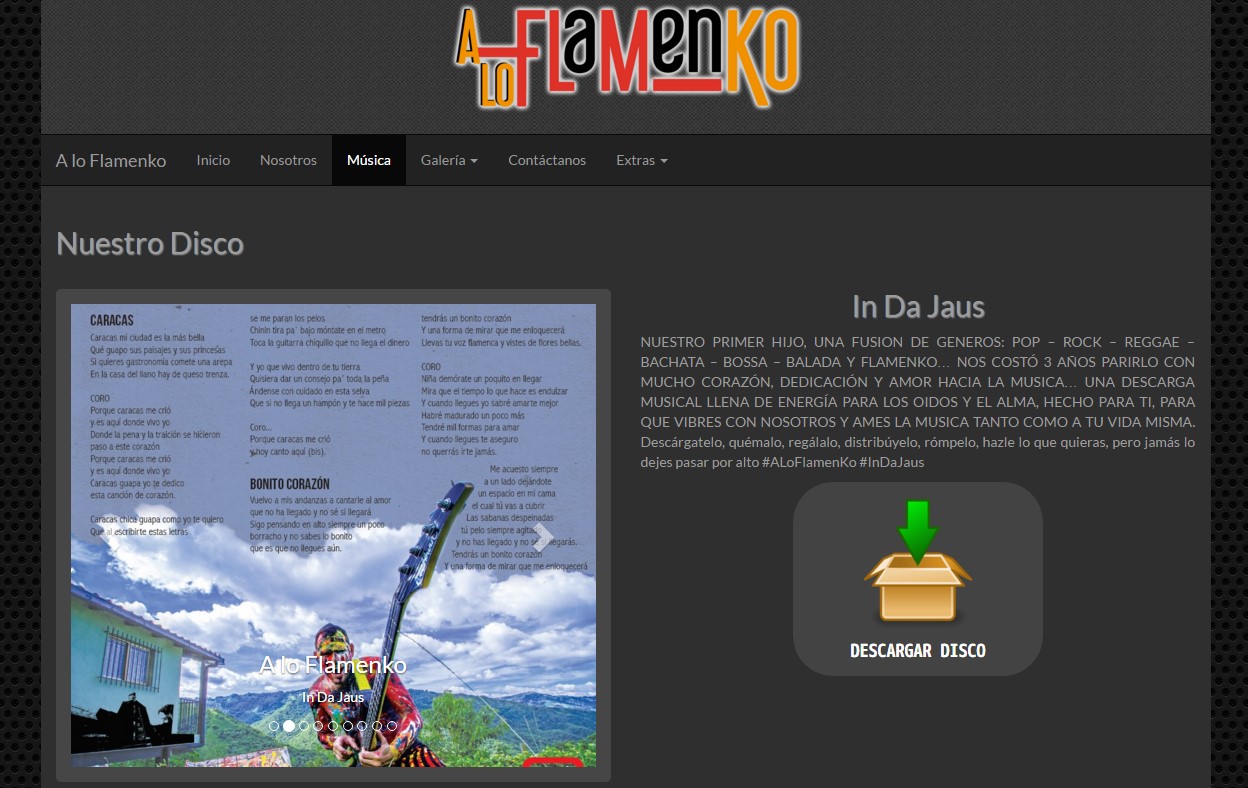 A LO FLaMenKO
A lo Flamenko
Inicio
Nosotros
Música
Galería
Contáctanos
Extras
Nuestro Disco
CARACAS
Caracas mi ciudad es la más bella
Qué guapo sus paisajes y sus princesas
Si quieres gastronomía comete una arepa
En la casa del llano hay de queso trenza.
CORO
Porque caracas me crió
y es aquí donde vivo yo
Donde la pena y la traición se hicieron
paso a este corazón
Porque caracas me crió
y es aquí donde vivo yo
Caracas guapa yo te dedico
esta canción de corazón.
Caracas chica guapa como yo te quiero
Que al escribirte estas letras
se me paran los pelos
Chinin tira pa' bajo móntate en el metro
Toca la guitarra chiquillo que no llega el dinero
Y yo que vivo dentro de tu tierra
Quisiera dar un consejo pa' toda la peña
Ándense con cuidado en esta selva
Que si no llega un hampón y te hace mil piezas
Coro...
Porque caracas me crió
y hoy canto aquí (bis).
BONITO CORAZÓN
Vuelvo a mis andanzas a cantarle al amor
que no ha llegado y no sé si llegará
Sigo pensando en alto siempre un poco
borracho y no sabes lo bonito
que es que no llegues aún.
tendrás un bonito corazón
Y una forma de mirar que me enloquecerá
Llevas tu voz flamenca y vistes de flores bellas.
CORO
Niña demórate un poquito en llegar
Mira que el tiempo lo que hace es endulzar
Y cuando llegues yo sabré amarte mejor
Habré madurado un poco más
Tendré mil formas para amar
Y cuando llegues te aseguro
no querrás irte jamás.
Me acuesto siempre
a un lado dejándote
un espacio en mi cama
el cual tú vas a cubrir
Las sabanas despeinadas
tú pelo siempre agitado
y no has llegado y no sé si llegarás.
Tendrás un bonito corazón
Y una forma de mirar que me enloquecerá
A lo Flamenko
In Da Jaus
In Da Jaus
NUESTRO PRIMER HIJO, UNA FUSION DE GENEROS: POP – ROCK – REGGAE –
BACHATA – BOSSA – BALADA Y FLAMENKO… NOS COSTÓ 3 AÑOS PARIRLO CON
MUCHO CORAZÓN, DEDICACIÓN Y AMOR HACIA LA MUSICA… UNA DESCARGA
MUSICAL LLENA DE ENERGÍA PARA LOS OIDOS Y EL ALMA, HECHO PARA TI, PARA
QUE VIBRES CON NOSOTROS Y AMES LA MUSICA TANTO COMO A TU VIDA MISMA.
Descárgatelo, quémalo, regálalo, distribúyelo, rómpelo, hazle lo que quieras, pero jamás lo
dejes pasar por alto #ALoFlamenKo #InDaJaus
DESCARGAR DISCO